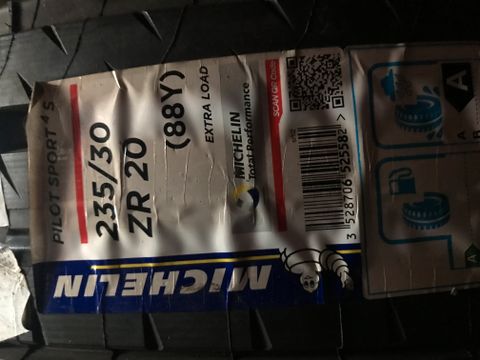 PILOT SPORT 4 S
235/30
ZR 20
(88Y)
EXTRA LOAD
MICHELIN
Total Performance
SCAN QR Code
3 528706 525582 >
MICHELIN
A
A
B
A